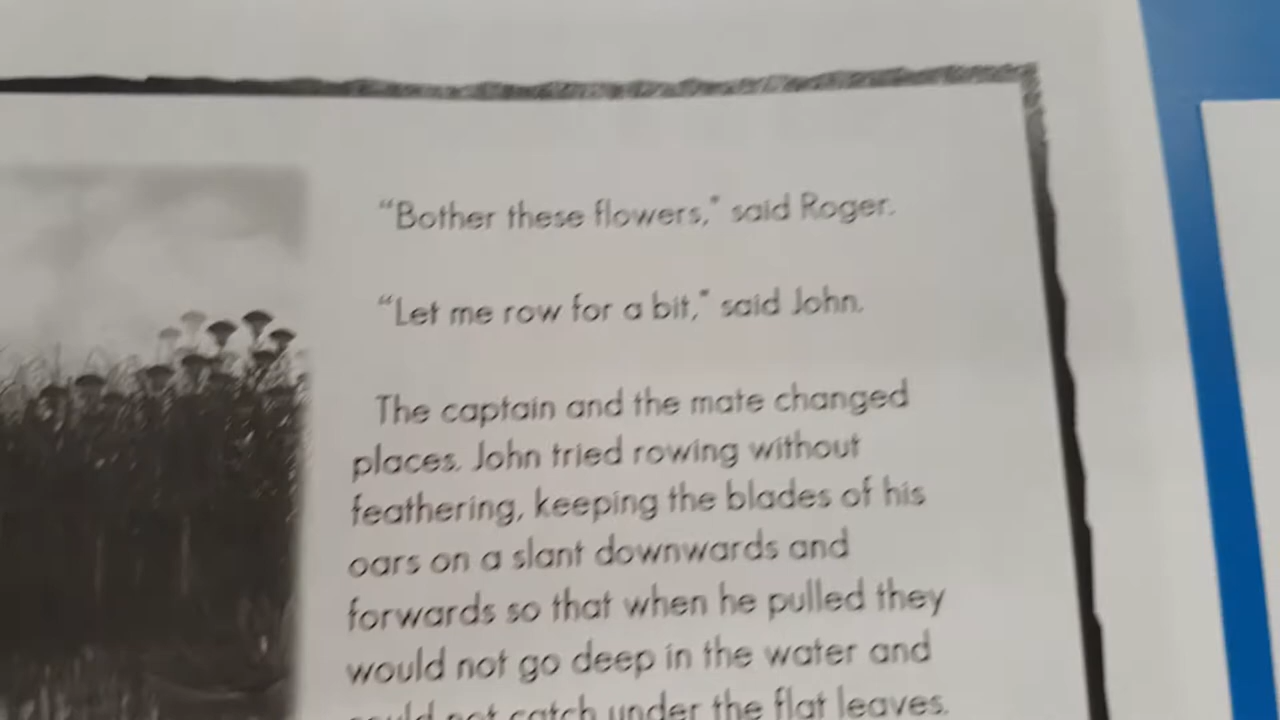 "Bother these flowers," said Roger.
"Let me row for a bit," said John.
The captain and the mate changed
places. John tried rowing without
feathering, keeping the blades of his
oars on a slant downwards and
forwards so that when he pulled they
would not go deep in the water and
could not catch under the flat leaves.